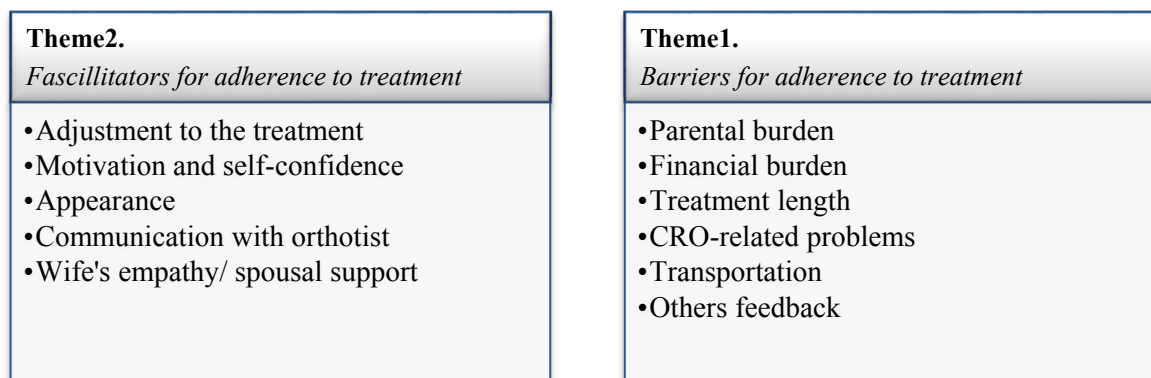 Theme2.
Fascillitators for adherence to treatment
•Adjustment to the treatment
•Motivation and self-confidence
•Appearance
•Communication with orthotist
•Wife's empathy/ spousal support
Theme1.
Barriers for adherence to treatment
•Parental burden
•Financial burden
•Treatment length
•CRO-related problems
•Transportation
•Others feedback